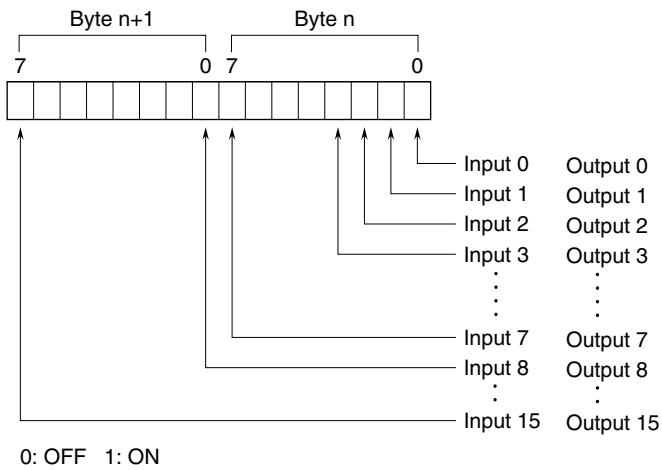 Byte n+1 Byte n
7 0 7 0
Input 0 Output 0
Input 1 Output 1
Input 2 Output 2
Input 3 Output 3
Input 7 Output 7
Input 8 Output 8
Input 15 Output 15
0: OFF 1: ON